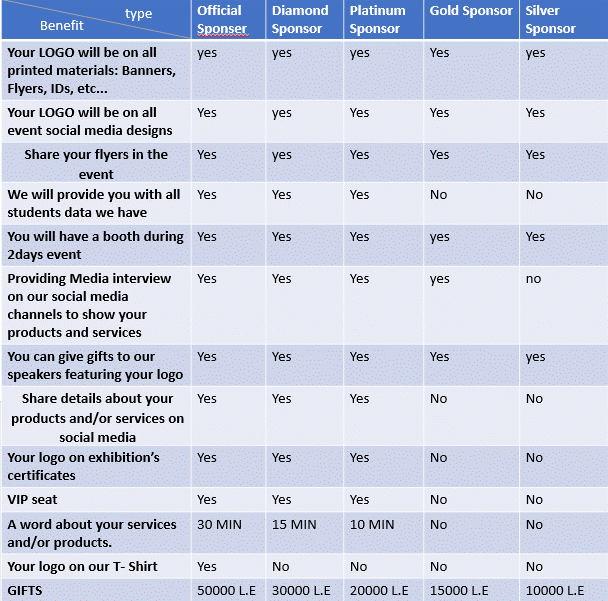 type
Benefit
Official Sponser
Diamond Sponsor
Platinum Sponsor
Gold Sponsor
Silver Sponsor
Your LOGO will be on all
printed materials: Banners,
Flyers, IDs, etc...
yes yes yes Yes yes
Your LOGO will be on all
event social media designs
Yes yes Yes Yes Yes
Share your flyers in the
event
Yes yes Yes Yes Yes
We will provide you with all
students data we have
Yes Yes Yes No No
You will have a booth during
2days event
Yes Yes Yes yes Yes
Providing Media interview
on our social media
channels to show your
products and services
Yes Yes Yes yes no
You can give gifts to our
speakers featuring your logo
Yes Yes Yes Yes yes
Share details about your
products and/or services on
social media
Yes Yes Yes No No
Your logo on exhibition's
certificates
Yes Yes Yes No No
VIP seat Yes Yes Yes No No
A word about your services
and/or products.
30 MIN 15 MIN 10 MIN No No
Your logo on our T- Shirt Yes No No No No
GIFTS 50000 L.E 30000 L.E 20000 L.E 15000 L.E 10000 L.E